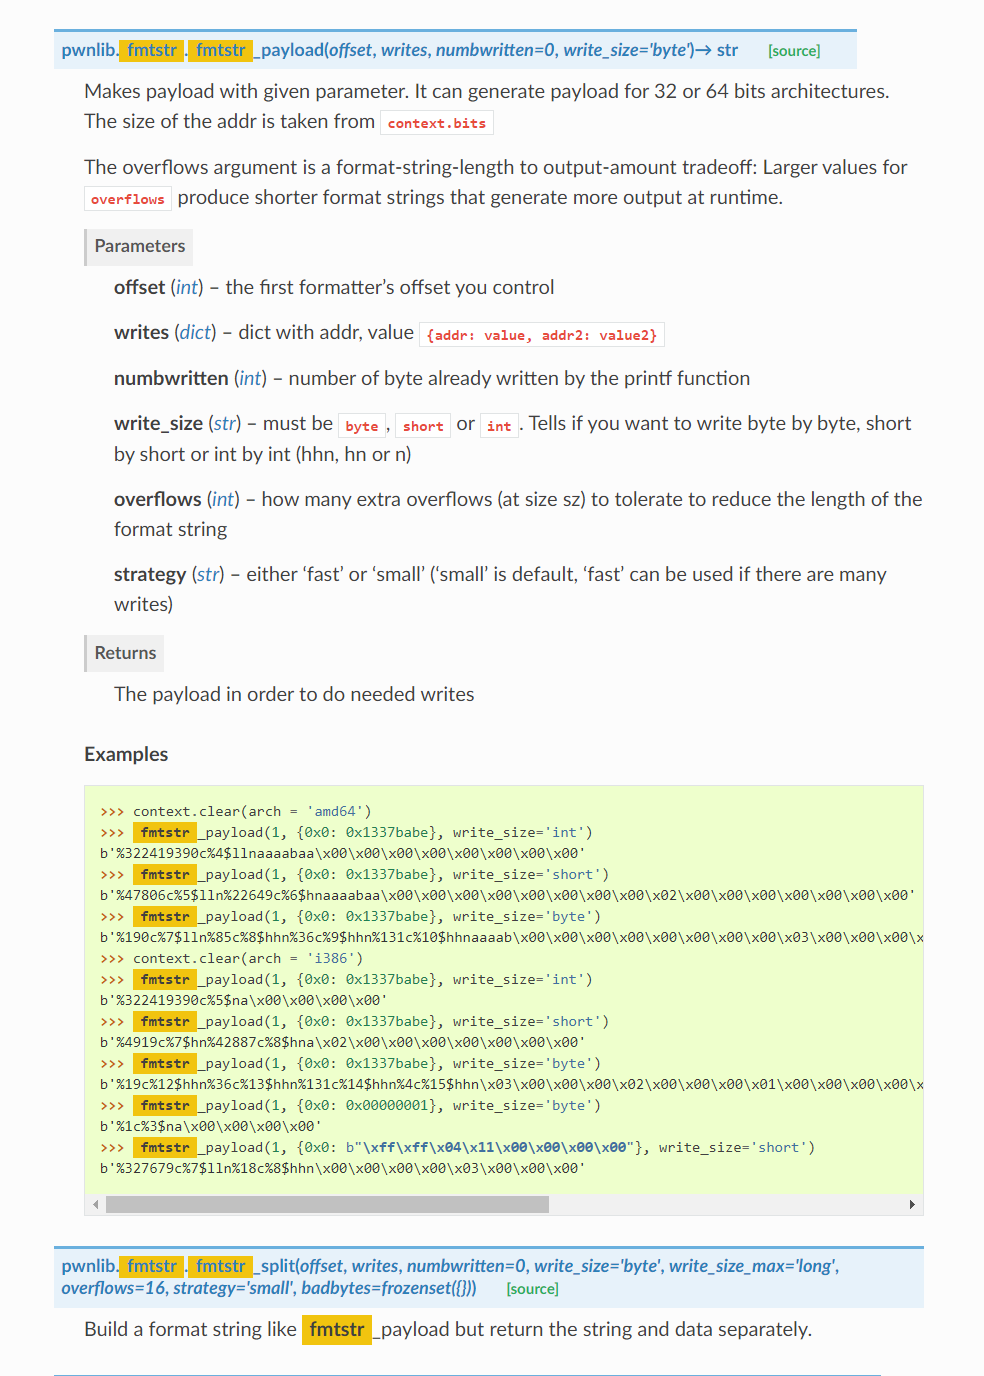 pwnlib.fmtstr.fmtstr_payload(offset, writes, numbwritten=0, write_size='byte')→ str [source]
Makes payload with given parameter. It can generate payload for 32 or 64 bits architectures.
The size of the addr is taken from context.bits
The overflows argument is a format-string-length to output-amount tradeoff: Larger values for
overflows produce shorter format strings that generate more output at runtime.
Parameters
offset (int) – the first formatter’s offset you control
writes (dict) – dict with addr, value {addr: value, addr2: value2}
numbwritten (int) – number of byte already written by the printf function
write_size (str) – must be byte, short or int. Tells if you want to write byte by byte, short
by short or int by int (hhn, hn or n)
overflows (int) – how many extra overflows (at size sz) to tolerate to reduce the length of the
format string
strategy (str) – either ‘fast’ or ‘small’ (‘small’ is default, ‘fast’ can be used if there are many
writes)
Returns
The payload in order to do needed writes
Examples
>>> context.clear(arch = 'amd64')
>>> fmtstr_payload(1, {0x0: 0x1337babe}, write_size='int')
b'%322419390c%4$llnaaaabaa\x00\x00\x00\x00\x00\x00\x00\x00'
>>> fmtstr_payload(1, {0x0: 0x1337babe}, write_size='short')
b'%47806c%5$lln%22649c%6$hnaaaabaa\x00\x00\x00\x00\x00\x00\x00\x00\x02\x00\x00\x00\x00\x00\x00\x00'
>>> fmtstr_payload(1, {0x0: 0x1337babe}, write_size='byte')
b'%190c%7$lln%85c%8$hhn%36c%9$hhn%131c%10$hhnaaaab\x00\x00\x00\x00\x00\x00\x00\x00\x03\x00\x00\x00\x
>>> context.clear(arch = 'i386')
>>> fmtstr_payload(1, {0x0: 0x1337babe}, write_size='int')
b'%322419390c%5$na\x00\x00\x00\x00'
>>> fmtstr_payload(1, {0x0: 0x1337babe}, write_size='short')
b'%4919c%7$hn%42887c%8$hna\x02\x00\x00\x00\x00\x00\x00\x00'
>>> fmtstr_payload(1, {0x0: 0x1337babe}, write_size='byte')
b'%19c%12$hhn%36c%13$hhn%131c%14$hhn%4c%15$hhn\x03\x00\x00\x00\x02\x00\x00\x00\x01\x00\x00\x00\x00\x
>>> fmtstr_payload(1, {0x0: 0x00000001}, write_size='byte')
b'%1c%3$na\x00\x00\x00\x00'
>>> fmtstr_payload(1, {0x0: b"\xff\xff\x04\x11\x00\x00\x00\x00"}, write_size='short')
b'%327679c%7$lln%18c%8$hhn\x00\x00\x00\x00\x03\x00\x00\x00'
pwnlib.fmtstr.fmtstr_split(offset, writes, numbwritten=0, write_size='byte', write_size_max='long',
overflows=16, strategy='small', badbytes=frozenset({})) [source]
Build a format string like fmtstr_payload but return the string and data separately.